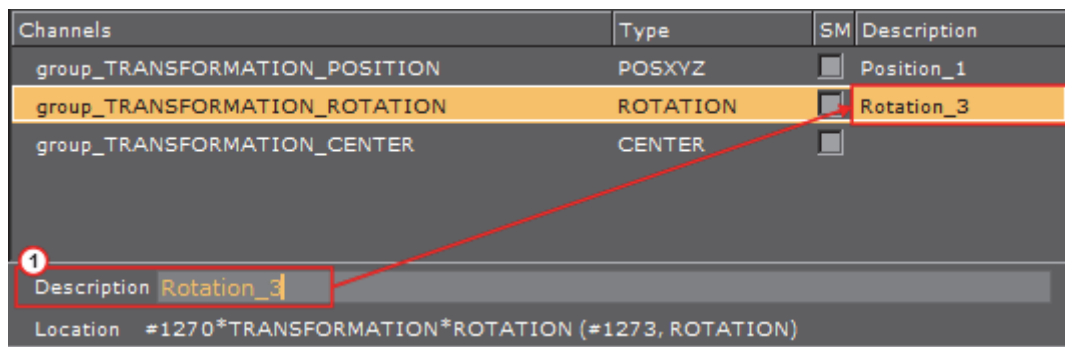 Channels Type SM Description
group_TRANSFORMATION_POSITION POSXYZ Position_1
group_TRANSFORMATION_ROTATION ROTATION Rotation_3
group_TRANSFORMATION_CENTER CENTER
1
Description Rotation_3
Location #1270*TRANSFORMATION*ROTATION (#1273, ROTATION)